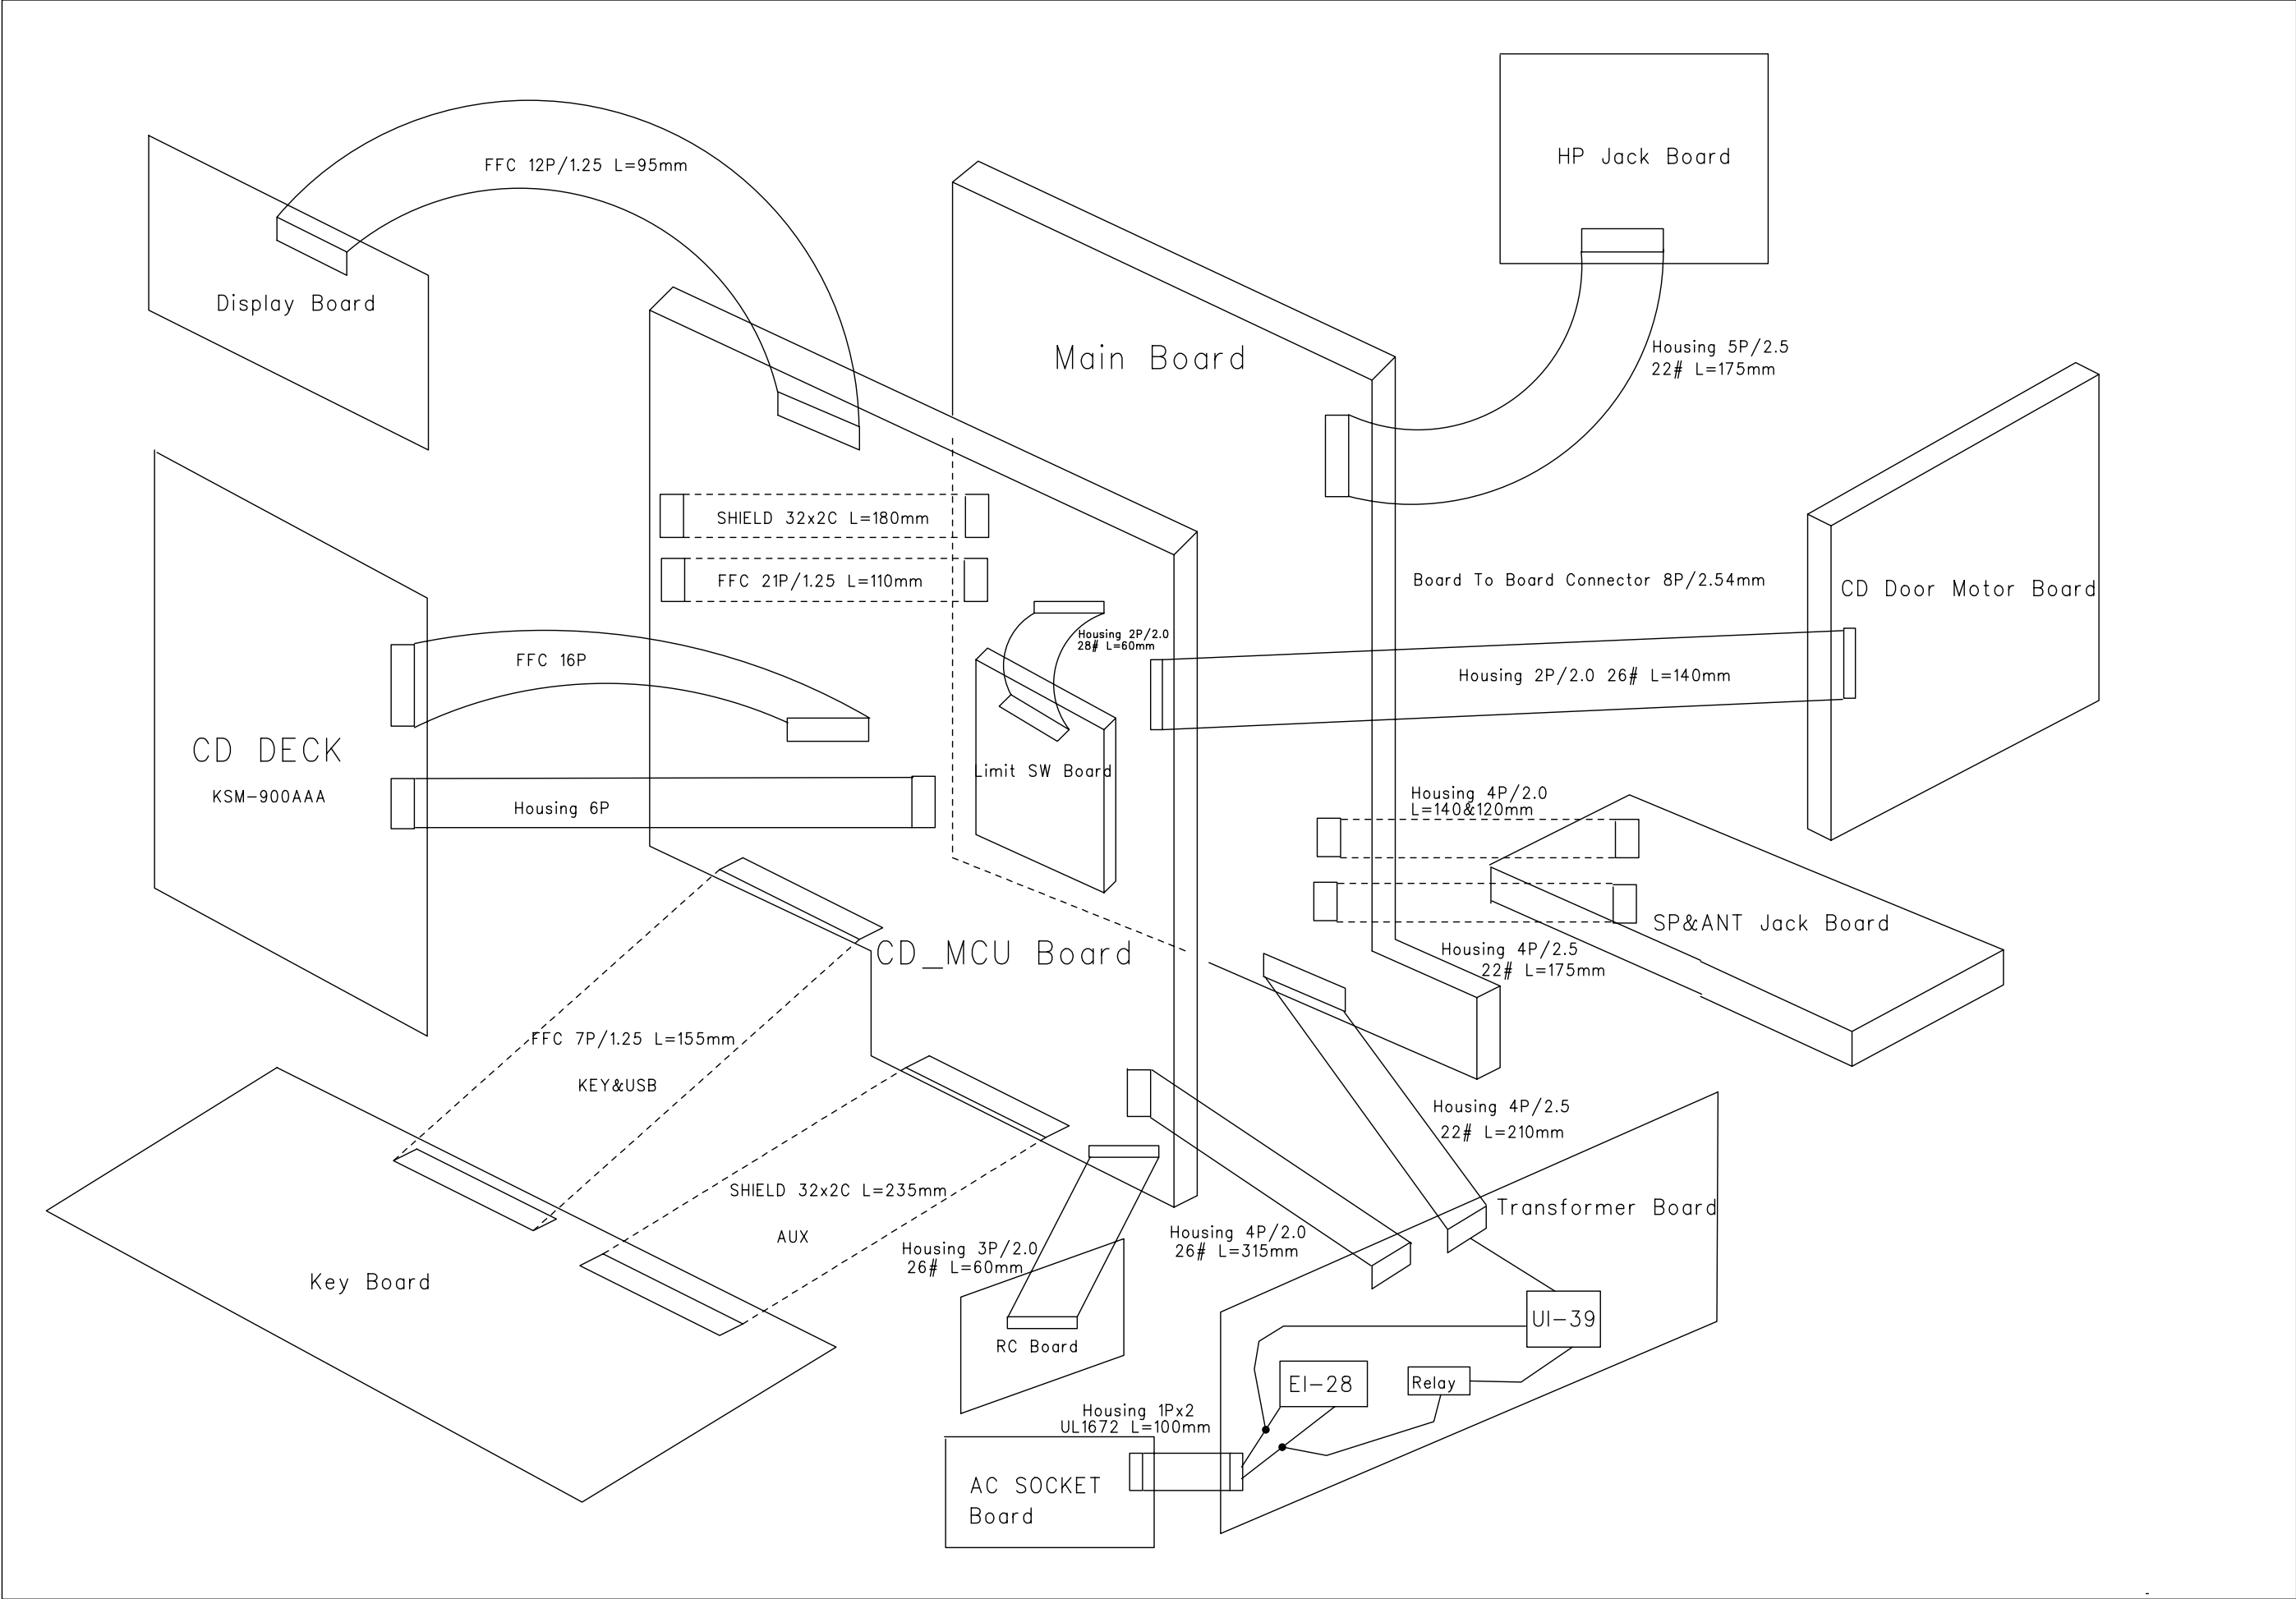 HP Jack Board
FFC 12P/1.25 L=95mm
Display Board
Main Board
Housing 5P/2.5
22# L=175mm
SHIELD 32x2C L=180mm
FFC 21P/1.25 L=110mm
Board To Board Connector 8P/2.54mm
CD Door Motor Board
Housing 2P/2.0
28# L=60mm
FFC 16P
Housing 2P/2.0 26# L=140mm
CD DECK
KSM-900AAA
Limit SW Board
Housing 6P
Housing 4P/2.0
L=140&120mm
SP&ANT Jack Board
CD_MCU Board
Housing 4P/2.5
22# L=175mm
FFC 7P/1.25 L=155mm
KEY&USB
Housing 4P/2.5
22# L=210mm
SHIELD 32x2C L=235mm
AUX
Transformer Board
Housing 3P/2.0
26# L=60mm
Housing 4P/2.0
26# L=315mm
Key Board
UI-39
RC Board
EI-28
Relay
Housing 1Px2
UL1672 L=100mm
AC SOCKET
Board